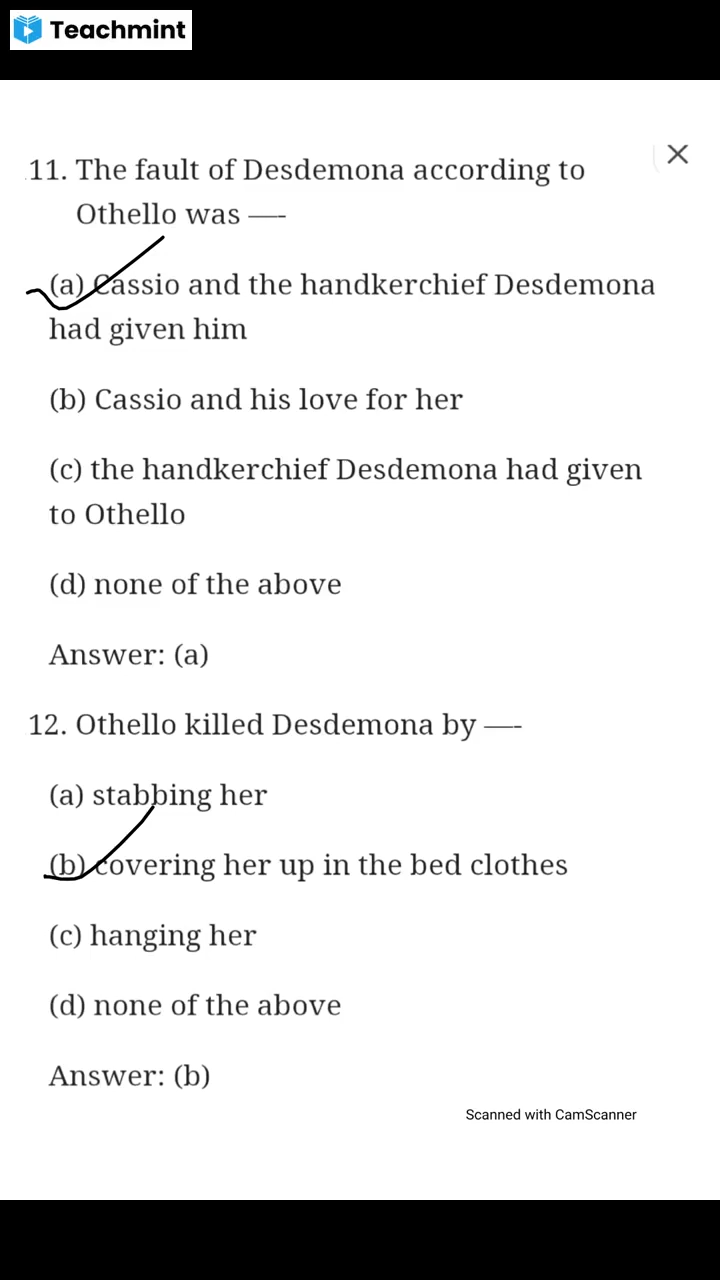 Teachmint
11. The fault of Desdemona according to
Othello was —-
(a) Cassio and the handkerchief Desdemona
had given him
(b) Cassio and his love for her
(c) the handkerchief Desdemona had given
to Othello
(d) none of the above
Answer: (a)
12. Othello killed Desdemona by —-
(a) stabbing her
(b) covering her up in the bed clothes
(c) hanging her
(d) none of the above
Answer: (b)
Scanned with CamScanner